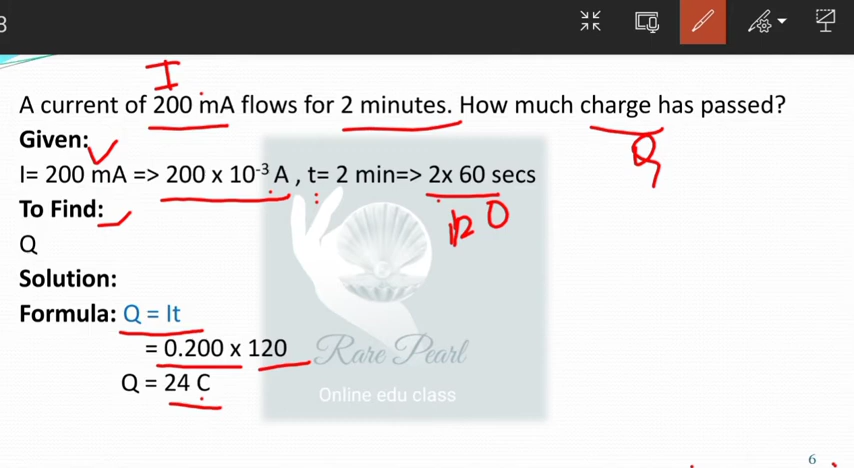 3
I
A current of 200 mA flows for 2 minutes. How much charge has passed?
Given:
Q
I= 200 mA => 200 x 10⁻³ A , t= 2 min=> 2x 60 secs
To Find:
120
Q
Solution:
Formula: Q = It
= 0.200 x 120
Rare Pearl
Q = 24 C
Online edu class
6